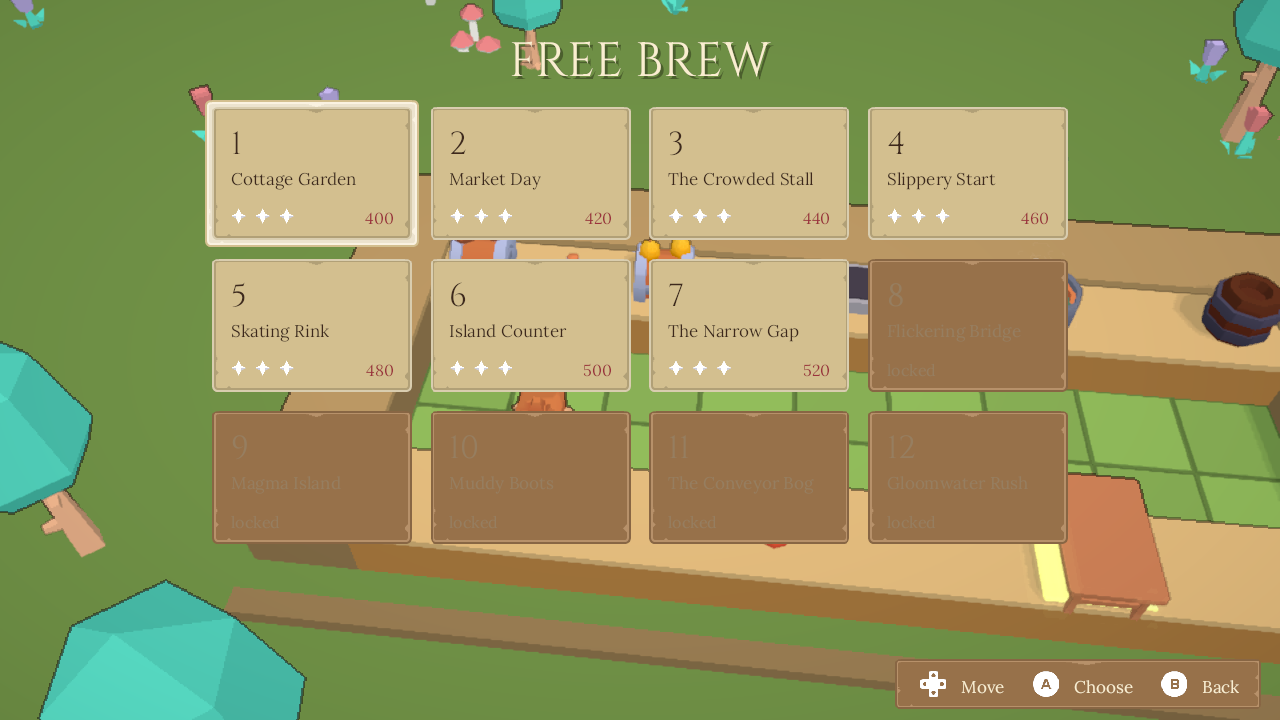 FREE BREW
1
Cottage Garden
400
2
Market Day
420
3
The Crowded Stall
440
4
Slippery Start
460
5
Skating Rink
480
6
Island Counter
500
7
The Narrow Gap
520
8
Flickering Bridge
locked
9
Magma Island
locked
10
Muddy Boots
locked
11
The Conveyor Bog
locked
12
Gloomwater Rush
locked
A
B
Move
Choose
Back